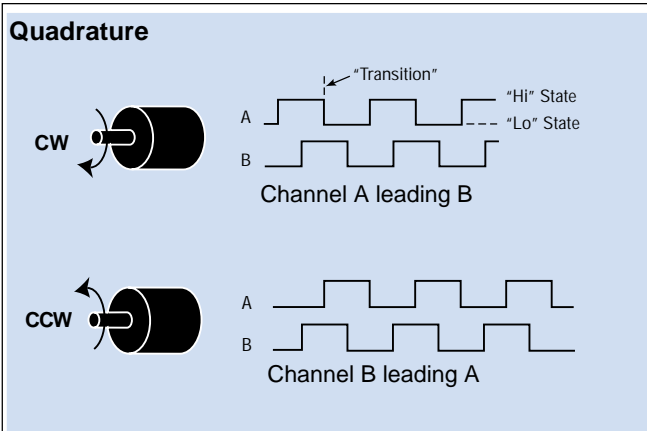 Quadrature
"Transition"
"Hi" State
A
"Lo" State
CW
B
Channel A leading B
A
CCW
B
Channel B leading A